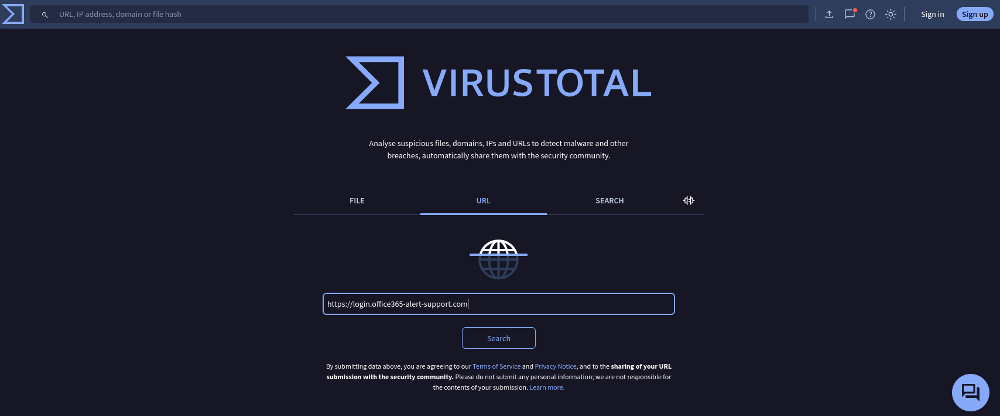 URL, IP address, domain or file hash
Sign in
Sign up
VIRUSTOTAL
Analyse suspicious files, domains, IPs and URLs to detect malware and other
breaches, automatically share them with the security community.
FILE
URL
SEARCH
https://login.office365-alert-support.com
Search
By submitting data above, you are agreeing to our Terms of Service and Privacy Notice, and to the sharing of your URL
submission with the security community. Please do not submit any personal information; we are not responsible for
the contents of your submission. Learn more.